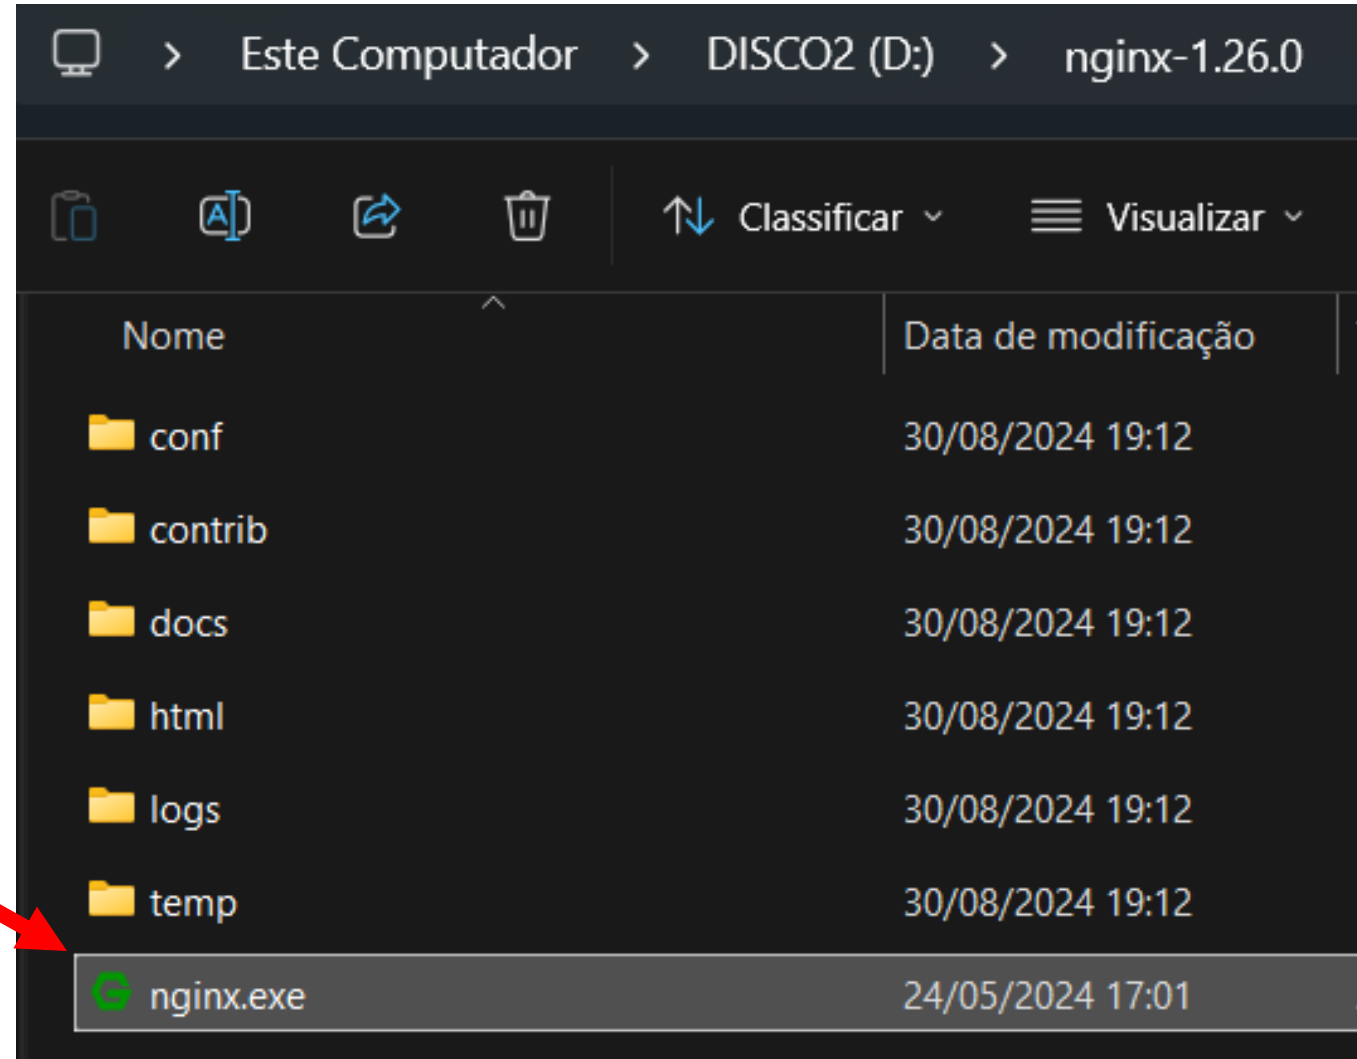 Este Computador > DISCO2 (D:) > nginx-1.26.0
Classificar Visualizar
Nome Data de modificação
conf 30/08/2024 19:12
contrib 30/08/2024 19:12
docs 30/08/2024 19:12
html 30/08/2024 19:12
logs 30/08/2024 19:12
temp 30/08/2024 19:12
nginx.exe 24/05/2024 17:01